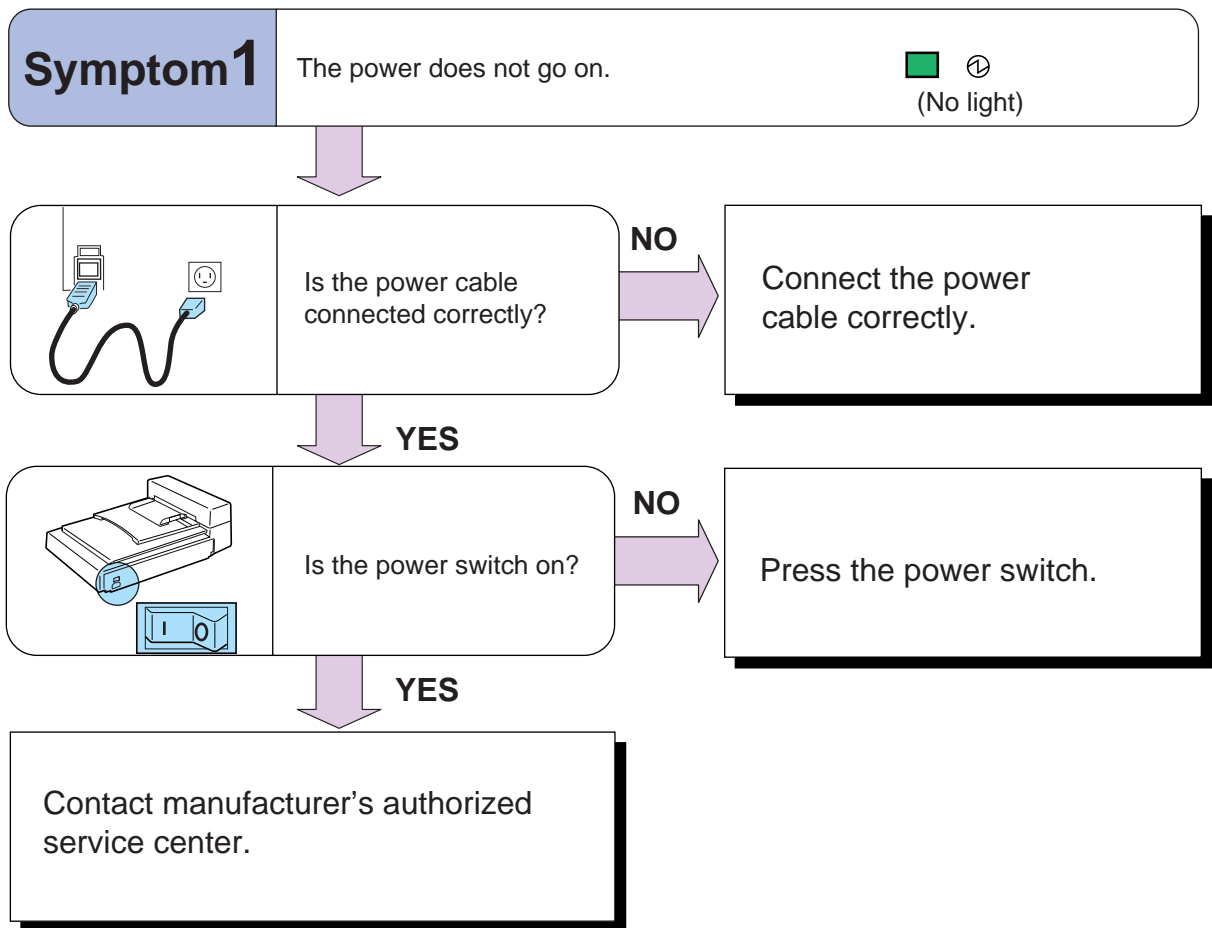 Symptom1
The power does not go on.
(No light)
Is the power cable
connected correctly?
NO
Connect the power
cable correctly.
YES
Is the power switch on?
I O
NO
Press the power switch.
YES
Contact manufacturer’s authorized
service center.